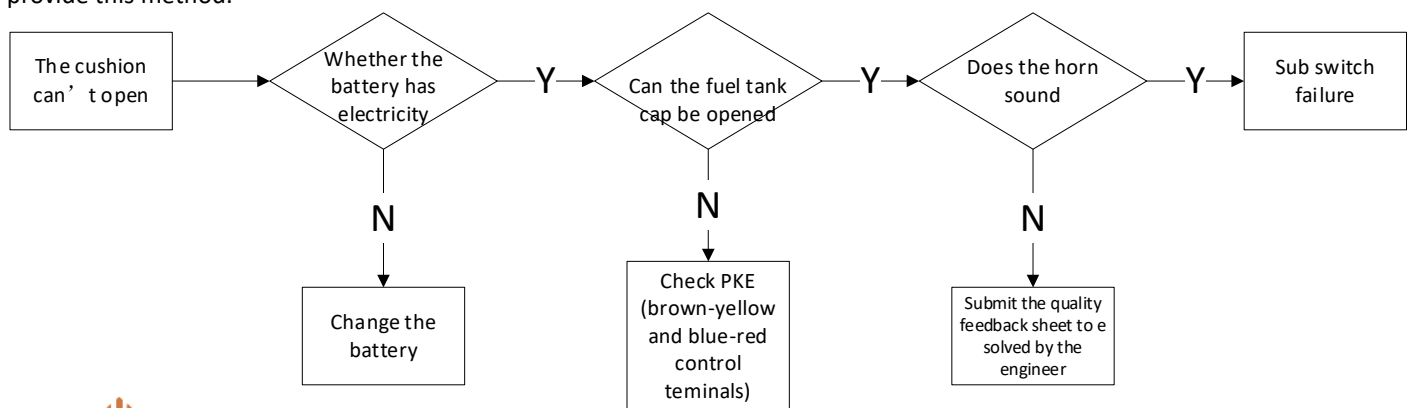 provide this method.
The cushion
can’t open
Whether the
battery has
electricity
Y
Can the fuel tank
cap be opened
Y
Does the horn
sound
Y
Sub switch
failure
N
N
N
Change the
battery
Check PKE
(brown-yellow
and blue-red
control
teminals)
Submit the quality
feedback sheet to e
solved by the
engineer